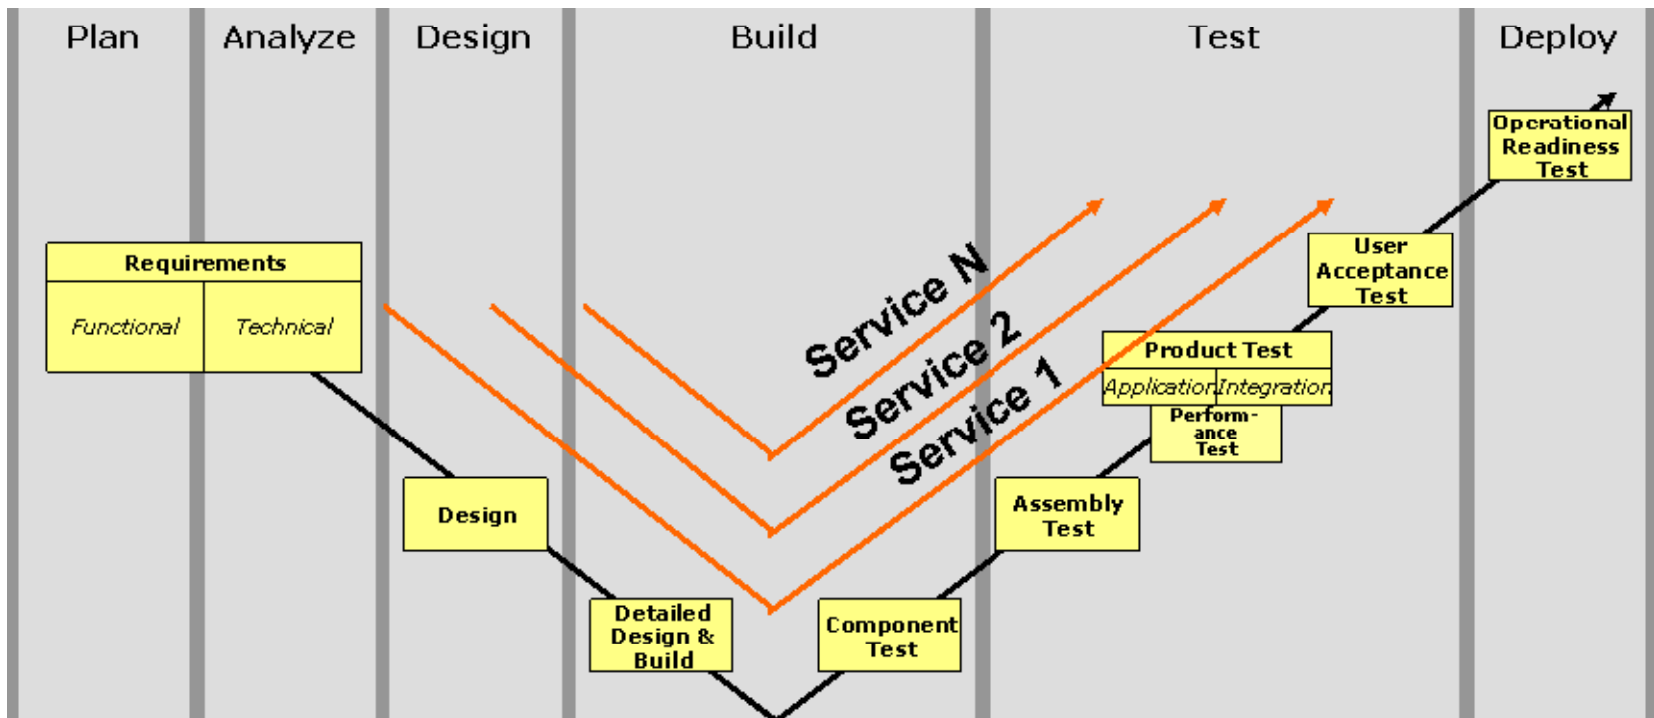 Plan
Analyze
Design
Build
Test
Deploy
Requirements
Functional
Technical
Design
Detailed
Design &
Build
Component
Test
Assembly
Test
Perform-
ance
Test
Product Test
Application
Integration
User
Acceptance
Test
Operational
Readiness
Test
Service N
Service 2
Service 1